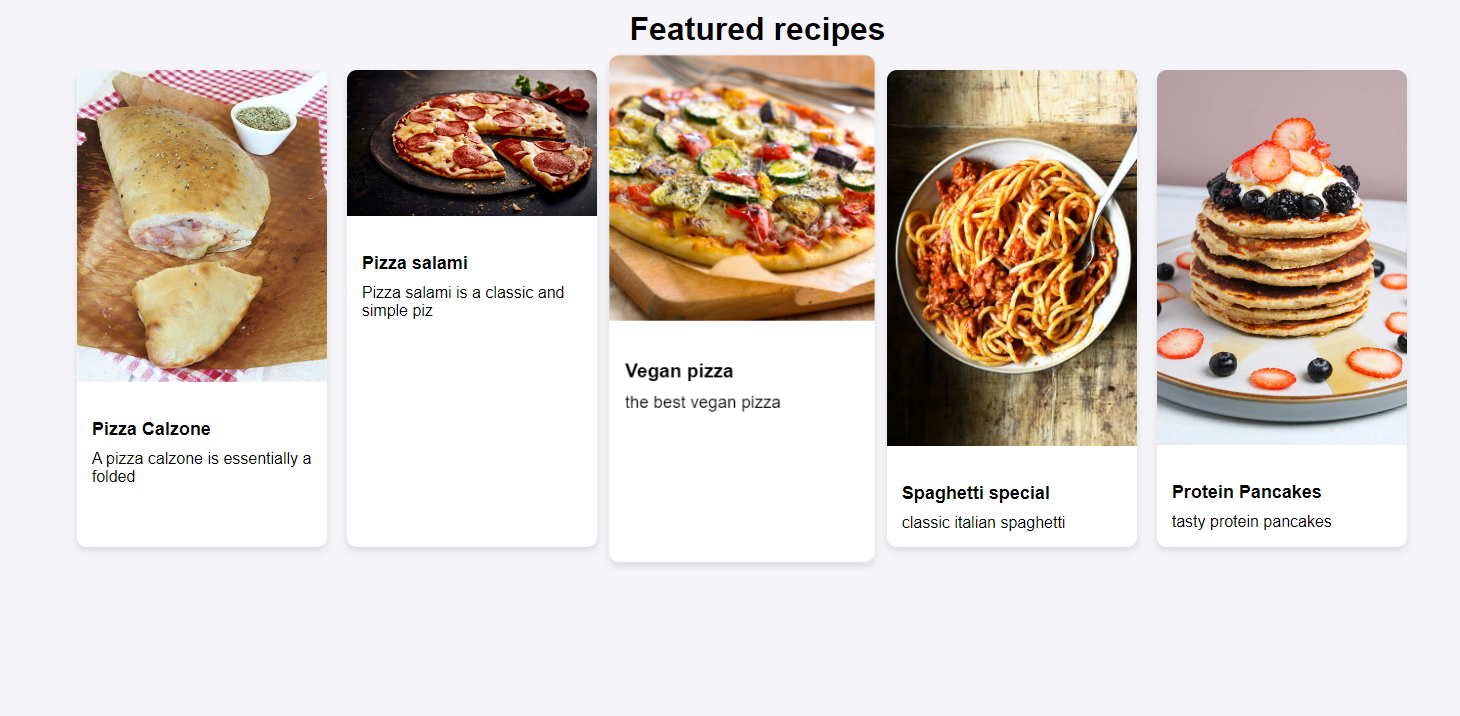 Featured recipes
Pizza Calzone
A pizza calzone is essentially a
folded
Pizza salami
Pizza salami is a classic and
simple piz
Vegan pizza
the best vegan pizza
Spaghetti special
classic italian spaghetti
Protein Pancakes
tasty protein pancakes